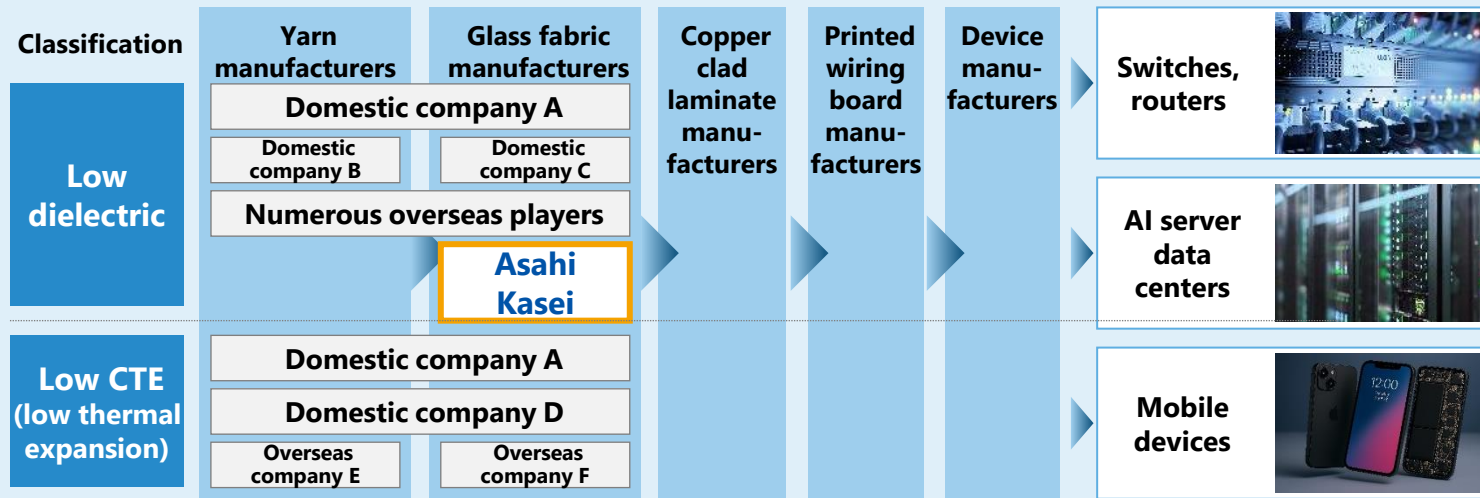 Classification
Yarn
manufacturers
Glass fabric
manufacturers
Copper
clad
laminate
manu-
facturers
Printed
wiring
board
manu-
facturers
Device
manu-
facturers
Low
dielectric
Domestic company A
Domestic
company B
Domestic
company C
Numerous overseas players
Asahi
Kasei
Low CTE
(low thermal
expansion)
Domestic company A
Domestic company D
Overseas
company E
Overseas
company F
Switches,
routers
AI server
data
centers
Mobile
devices
12:00